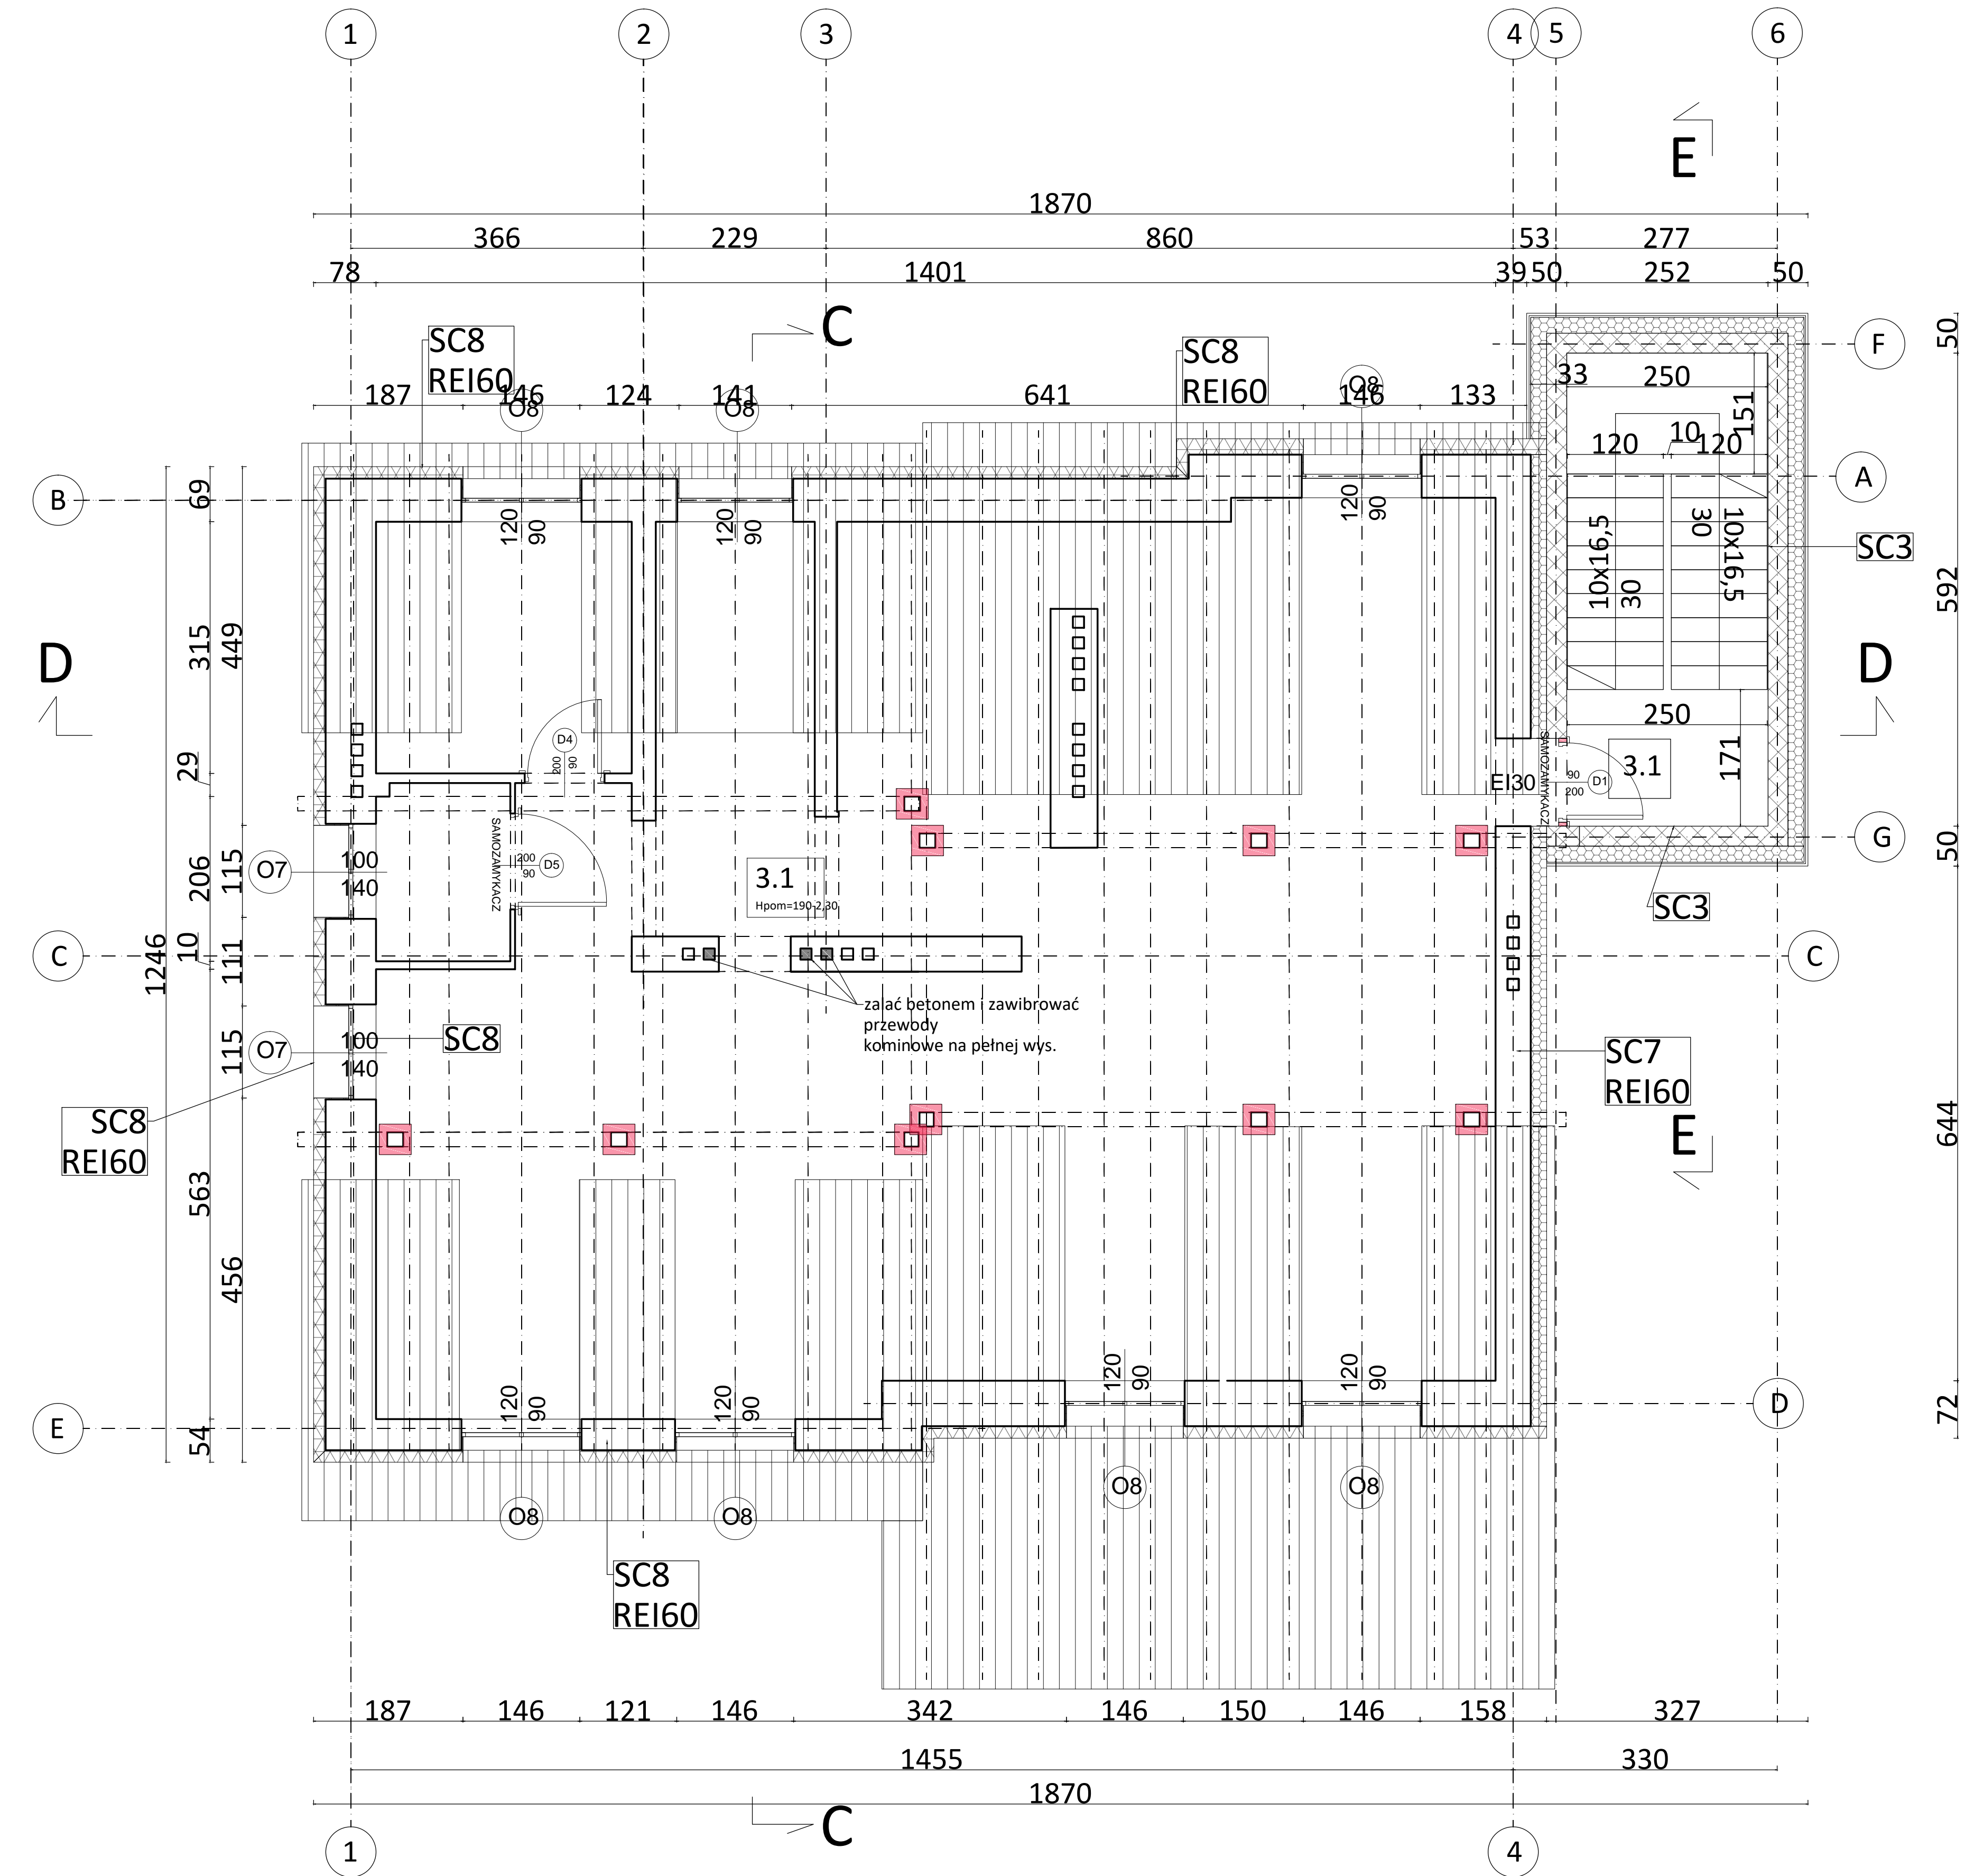 1
2
3
4
5
6
E
1870
366
229
860
53
277
78
1401
39
50
252
50
C
SC8
REI60
SC8
REI60
F
50
33
250
187
146
124
141
641
146
133
O8
O8
O8
151
10
120
120
B
A
69
120
90
120
90
120
90
10x16,5
30
30
10x16,5
SC3
592
315
449
D
D
250
D4
200
90
29
SAMOZAMYKACZ
EI30
90
200
D1
3.1
171
G
50
SAMOZAMYKACZ
200
90
D5
O7
100
140
206
115
3.1
Hpom=190-2,30
SC3
C
C
1246
10
111
zalać betonem i zawibrować
przewody
kominowe na pełnej wys.
O7
100
140
115
SC8
SC7
REI60
SC8
REI60
E
644
563
456
120
90
120
90
120
90
120
90
D
72
E
54
O8
O8
O8
O8
SC8
REI60
187
146
121
146
342
146
150
146
158
327
1455
330
1870
C
1
4